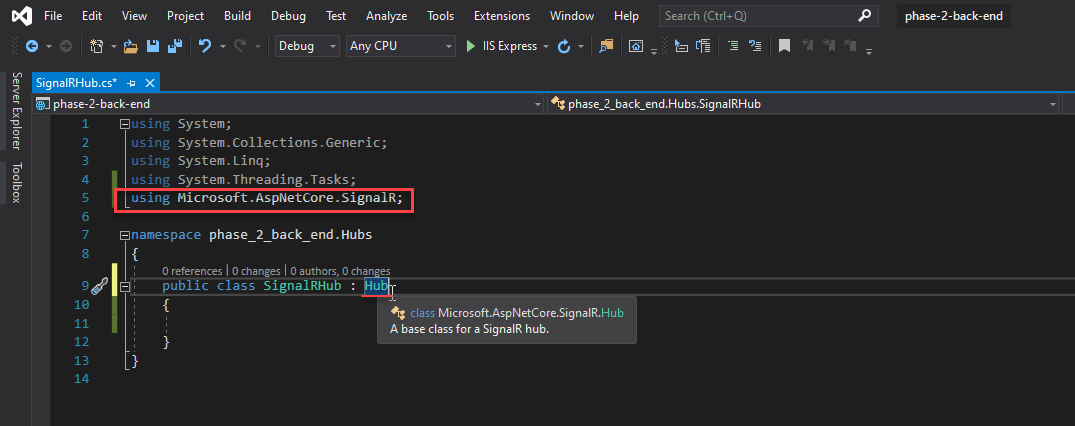 File Edit View Project Build Debug Test Analyze Tools Extensions Window Help Search (Ctrl+Q) phase-2-back-end
Debug Any CPU IIS Express
SignalRHub.cs*
phase-2-back-end phase_2_back_end.Hubs.SignalRHub
Server Explorer
Toolbox
1 using System;
2 using System.Collections.Generic;
3 using System.Linq;
4 using System.Threading.Tasks;
5 using Microsoft.AspNetCore.SignalR;
6
7 namespace phase_2_back_end.Hubs
8 {
0 references | 0 changes | 0 authors, 0 changes
9 public class SignalRHub : Hub
10 {
class Microsoft.AspNetCore.SignalR.Hub
A base class for a SignalR hub.
11
12 }
13 }
14